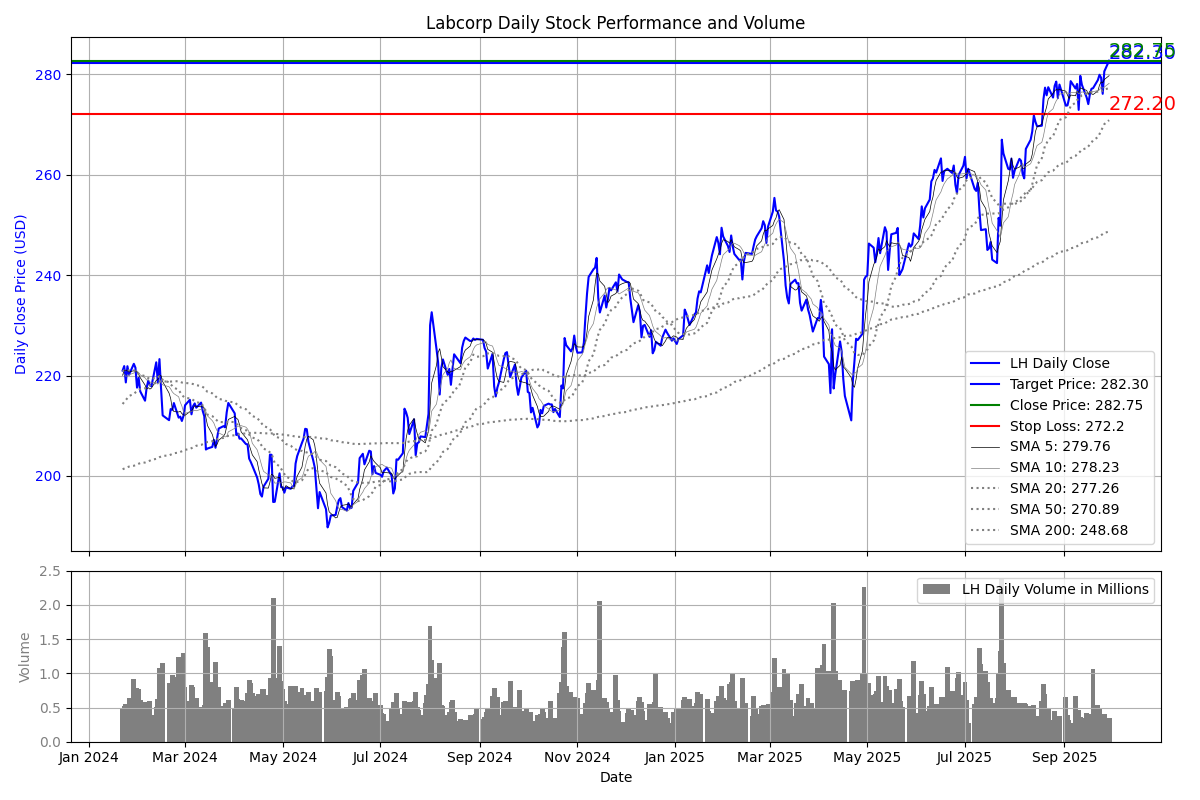 Labcorp Daily Stock Performance and Volume
282.75
282.30
280
272.20
260
240
220
200
Daily Close Price (USD)
LH Daily Close
Target Price: 282.30
Close Price: 282.75
Stop Loss: 272.2
SMA 5: 279.76
SMA 10: 278.23
SMA 20: 277.26
SMA 50: 270.89
SMA 200: 248.68
2.5
2.0
1.5
1.0
0.5
0.0
Volume
LH Daily Volume in Millions
Jan 2024 Mar 2024 May 2024 Jul 2024 Sep 2024 Nov 2024 Jan 2025 Mar 2025 May 2025 Jul 2025 Sep 2025
Date